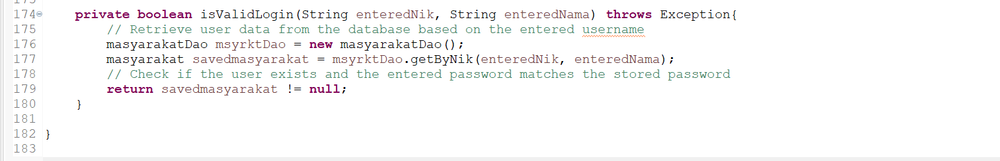 174 private boolean isValidLogin(String enteredNik, String enteredNama) throws Exception{
175 // Retrieve user data from the database based on the entered username
176 masyarakatDao msyrktDao = new masyarakatDao();
177 masyarakat savedmasyarakat = msyrktDao.getByNik(enteredNik, enteredNama);
178 // Check if the user exists and the entered password matches the stored password
179 return savedmasyarakat != null;
180 }
181
182 }
183